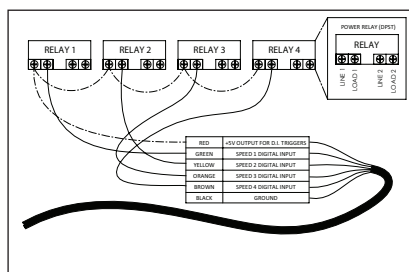 POWER RELAY (DPST)
RELAY 1 RELAY 2 RELAY 3 RELAY 4 RELAY
LINE 1 LOAD 1 LINE 2 LOAD 2
RED +5V OUTPUT FOR D.I. TRIGGERS
GREEN SPEED 1 DIGITAL INPUT
YELLOW SPEED 2 DIGITAL INPUT
ORANGE SPEED 3 DIGITAL INPUT
BROWN SPEED 4 DIGITAL INPUT
BLACK GROUND